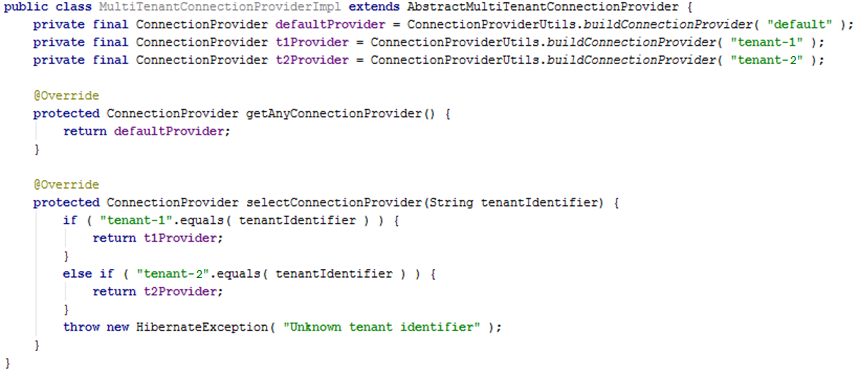 public class MultiTenantConnectionProviderImpl extends AbstractMultiTenantConnectionProvider {
    private final ConnectionProvider defaultProvider = ConnectionProviderUtils.buildConnectionProvider( "default" );
    private final ConnectionProvider t1Provider = ConnectionProviderUtils.buildConnectionProvider( "tenant-1" );
    private final ConnectionProvider t2Provider = ConnectionProviderUtils.buildConnectionProvider( "tenant-2" );

    @Override
    protected ConnectionProvider getAnyConnectionProvider() {
        return defaultProvider;
    }

    @Override
    protected ConnectionProvider selectConnectionProvider(String tenantIdentifier) {
        if ( "tenant-1".equals( tenantIdentifier ) ) {
            return t1Provider;
        }
        else if ( "tenant-2".equals( tenantIdentifier ) ) {
            return t2Provider;
        }
        throw new HibernateException( "Unknown tenant identifier" );
    }
}